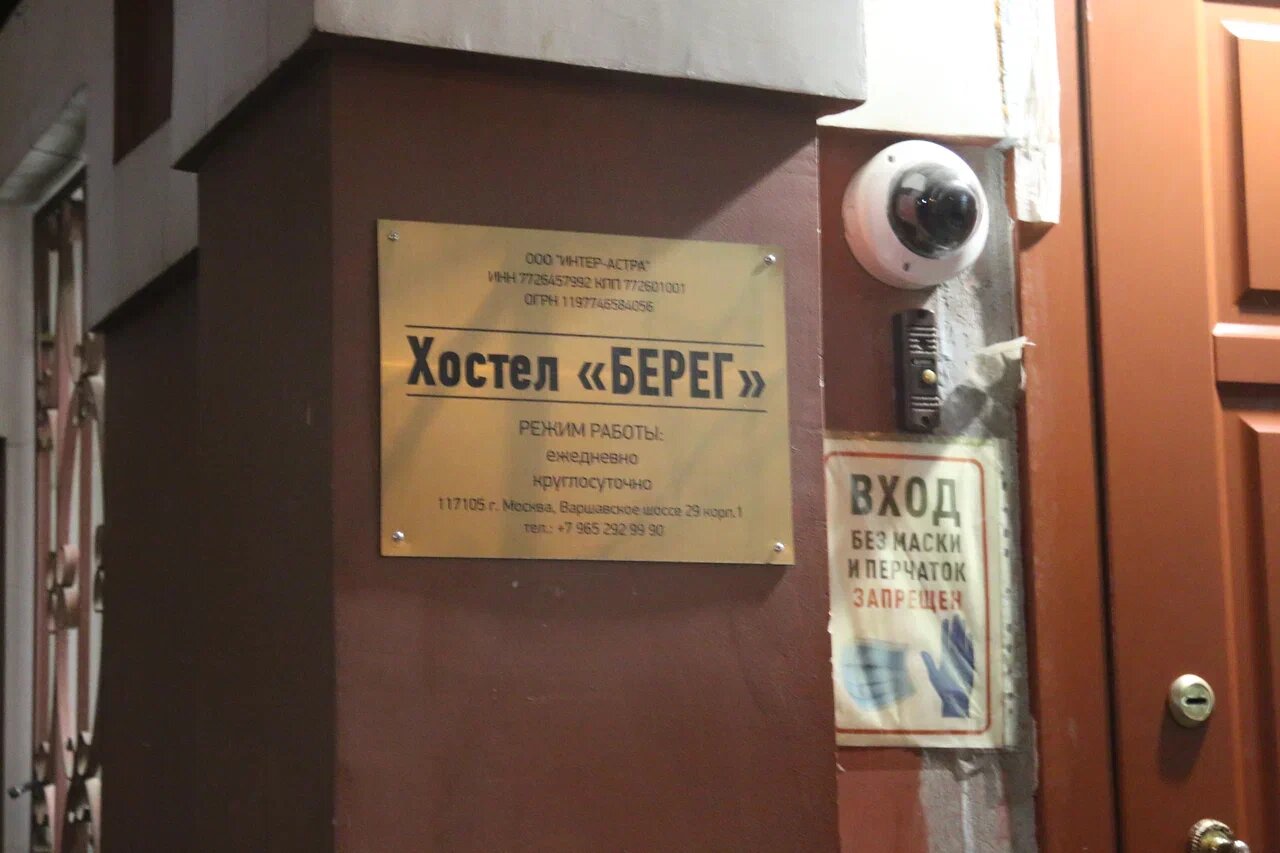 ООО "ИНТЕР-АСТРА"
ИНН 7726457992 КПП 772601001
ОГРН 1197746584056
Хостел «БЕРЕГ»
РЕЖИМ РАБОТЫ:
ежедневно
круглосуточно
117105 г. Москва, Варшавское шоссе 29 корп.1
тел.: +7 965 292 99 90
ВХОД
БЕЗ МАСКИ
И ПЕРЧАТОК
ЗАПРЕЩЕН